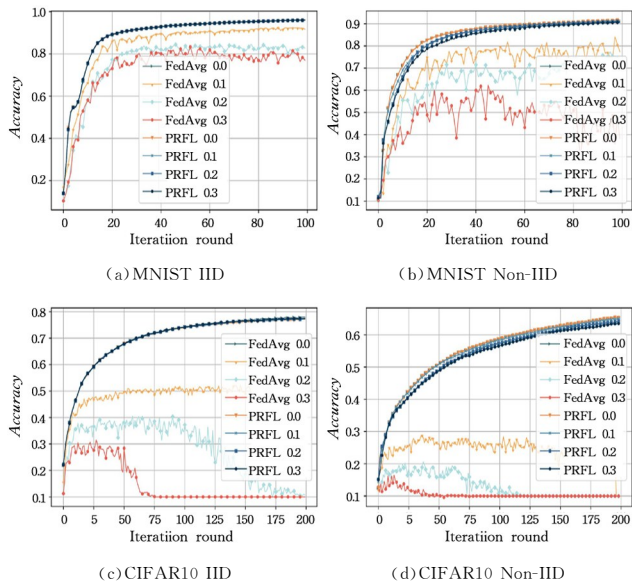 1.0
0.8
0.6
0.4
0.2
Accuracy
FedAvg 0.0
FedAvg 0.1
FedAvg 0.2
FedAvg 0.3
PRFL 0.0
PRFL 0.1
PRFL 0.2
PRFL 0.3
0 20 40 60 80 100
Iteratiion round
(a)MNIST IID
0.9
0.8
0.7
0.6
0.5
0.4
0.3
0.2
0.1
Accuracy
FedAvg 0.0
FedAvg 0.1
FedAvg 0.2
FedAvg 0.3
PRFL 0.0
PRFL 0.1
PRFL 0.2
PRFL 0.3
0 20 40 60 80 100
Iteratiion round
(b)MNIST Non-IID
0.8
0.7
0.6
0.5
0.4
0.3
0.2
0.1
Accuracy
FedAvg 0.0
FedAvg 0.1
FedAvg 0.2
FedAvg 0.3
PRFL 0.0
PRFL 0.1
PRFL 0.2
PRFL 0.3
0 5 25 75 100 125 150 175 200
Iteratiion round
(c)CIFAR10 IID
0.6
0.5
0.4
0.3
0.2
0.1
Accuracy
FedAvg 0.0
FedAvg 0.1
FedAvg 0.2
FedAvg 0.3
PRFL 0.0
PRFL 0.1
PRFL 0.2
PRFL 0.3
0 5 25 75 100 125 150 175 200
Iteratiion round
(d)CIFAR10 Non-IID